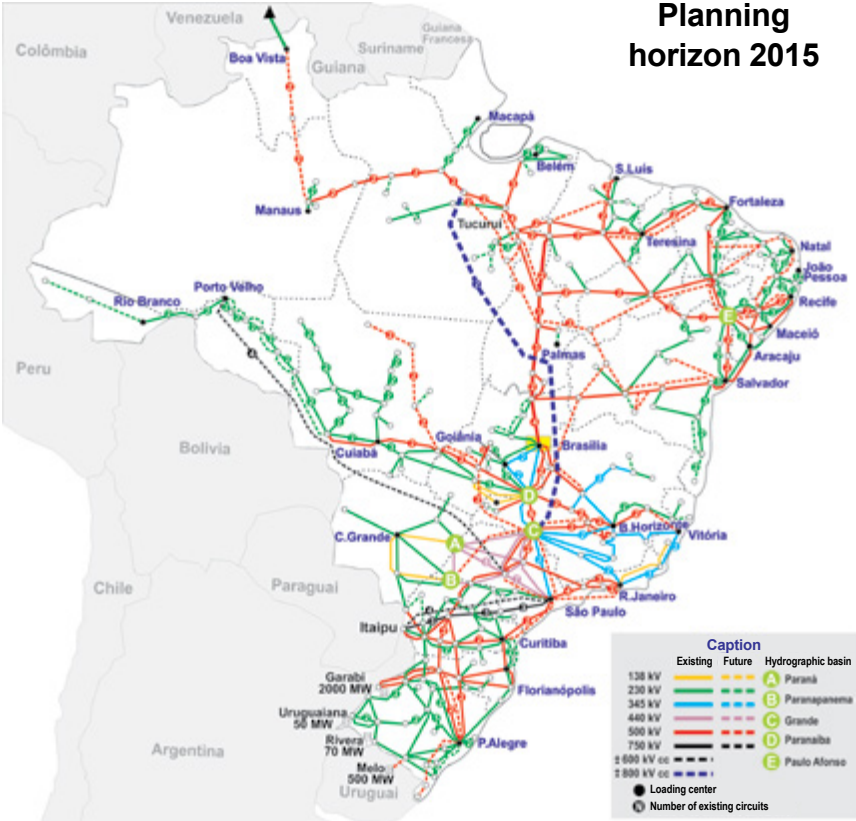 Planning
horizon 2015
Venezuela
Colômbia
Guiana
Francesa
Suriname
Guiana
Boa Vista
Macapá
Belém
S.Luis
Fortaleza
Manaus
Tucuruí
Teresina
Natal
João
Pessoa
Porto Velho
Rio Branco
Recife
Maceió
Palmas
Aracaju
Peru
Salvador
Goiânia
Brasilia
Cuiabá
Bolivia
B.Horizonte
Vitória
C.Grande
A
B
C
D
E
Chile
Paraguai
R.Janeiro
São Paulo
Itaipu
Curitiba
Garabi
2000 MW
Florianópolis
Uruguaiana
50 MW
Rivera
70 MW
P.Alegre
Argentina
Melo
500 MW
Uruguai
Caption
Existing Future Hydrographic basin
138 kV A Paraná
230 kV B Paranapanema
345 kV
440 kV C Grande
500 kV D Paranaiba
750 kV
± 600 kV cc E Paulo Afonso
± 800 kV cc
Loading center
N Number of existing circuits